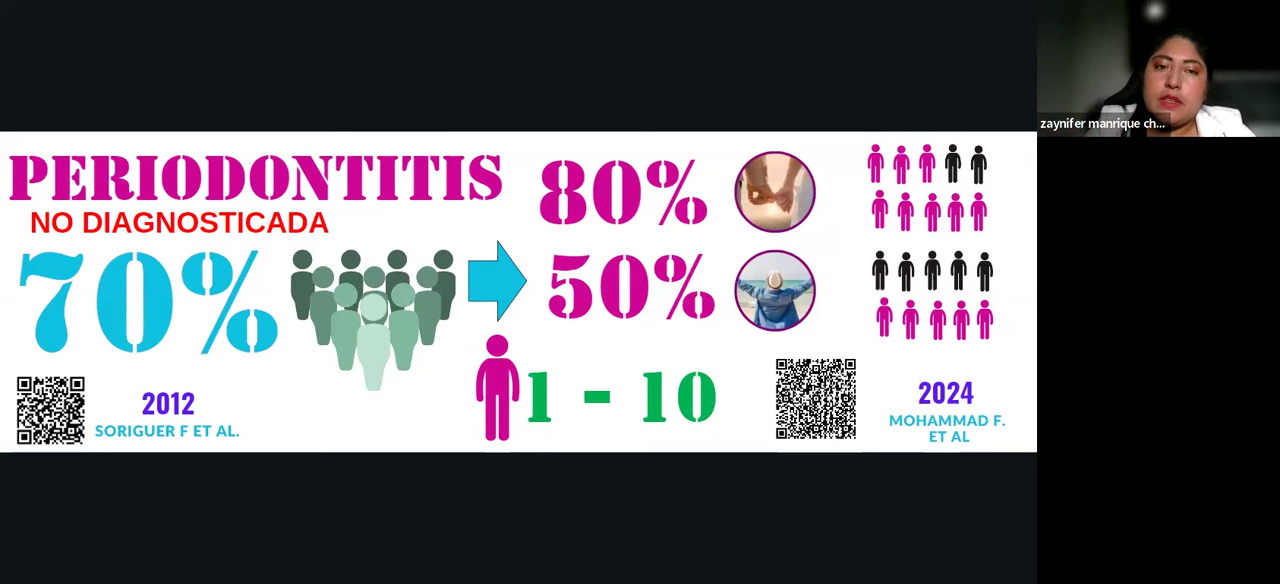 PERIODONTITIS
NO DIAGNOSTICADA
70%
2012
SORIGUER F ET AL.
80%
50%
1 - 10
2024
MOHAMMAD F.
ET AL
zaynifer manrique ch...